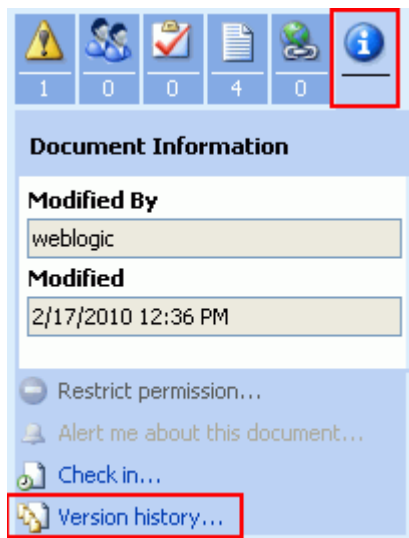 1 0 0 4 0
Document Information
Modified By
weblogic
Modified
2/17/2010 12:36 PM
Restrict permission...
Alert me about this document...
Check in...
Version history...